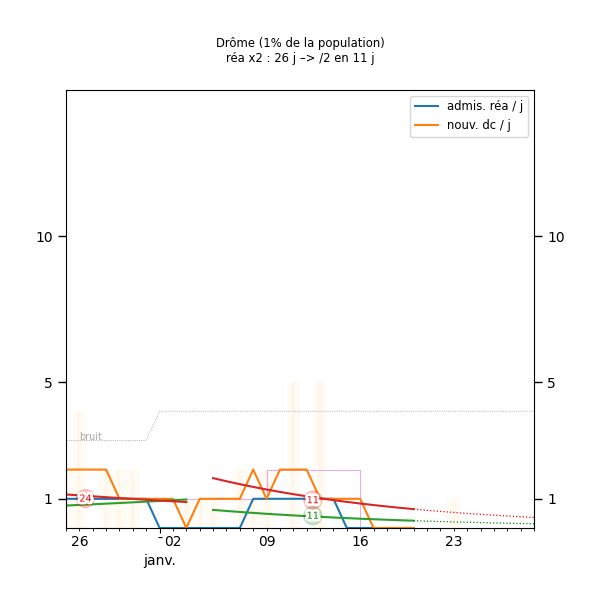 Drôme (1% de la population)
réa x2 : 26 j –> /2 en 11 j
admis. réa / j
nouv. dc / j
10
10
5
5
bruit
24
11
1
1
11
26
02
09
16
23
janv.